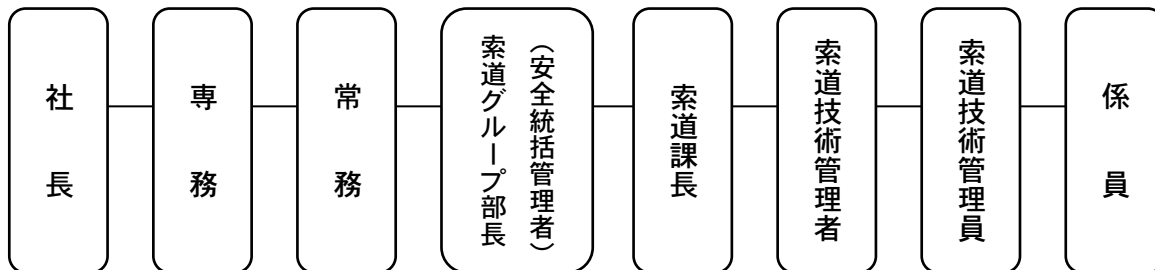 社長
専務
常務
索道グループ部長
（安全統括管理者）
索道課長
索道技術管理者
索道技術管理員
係員